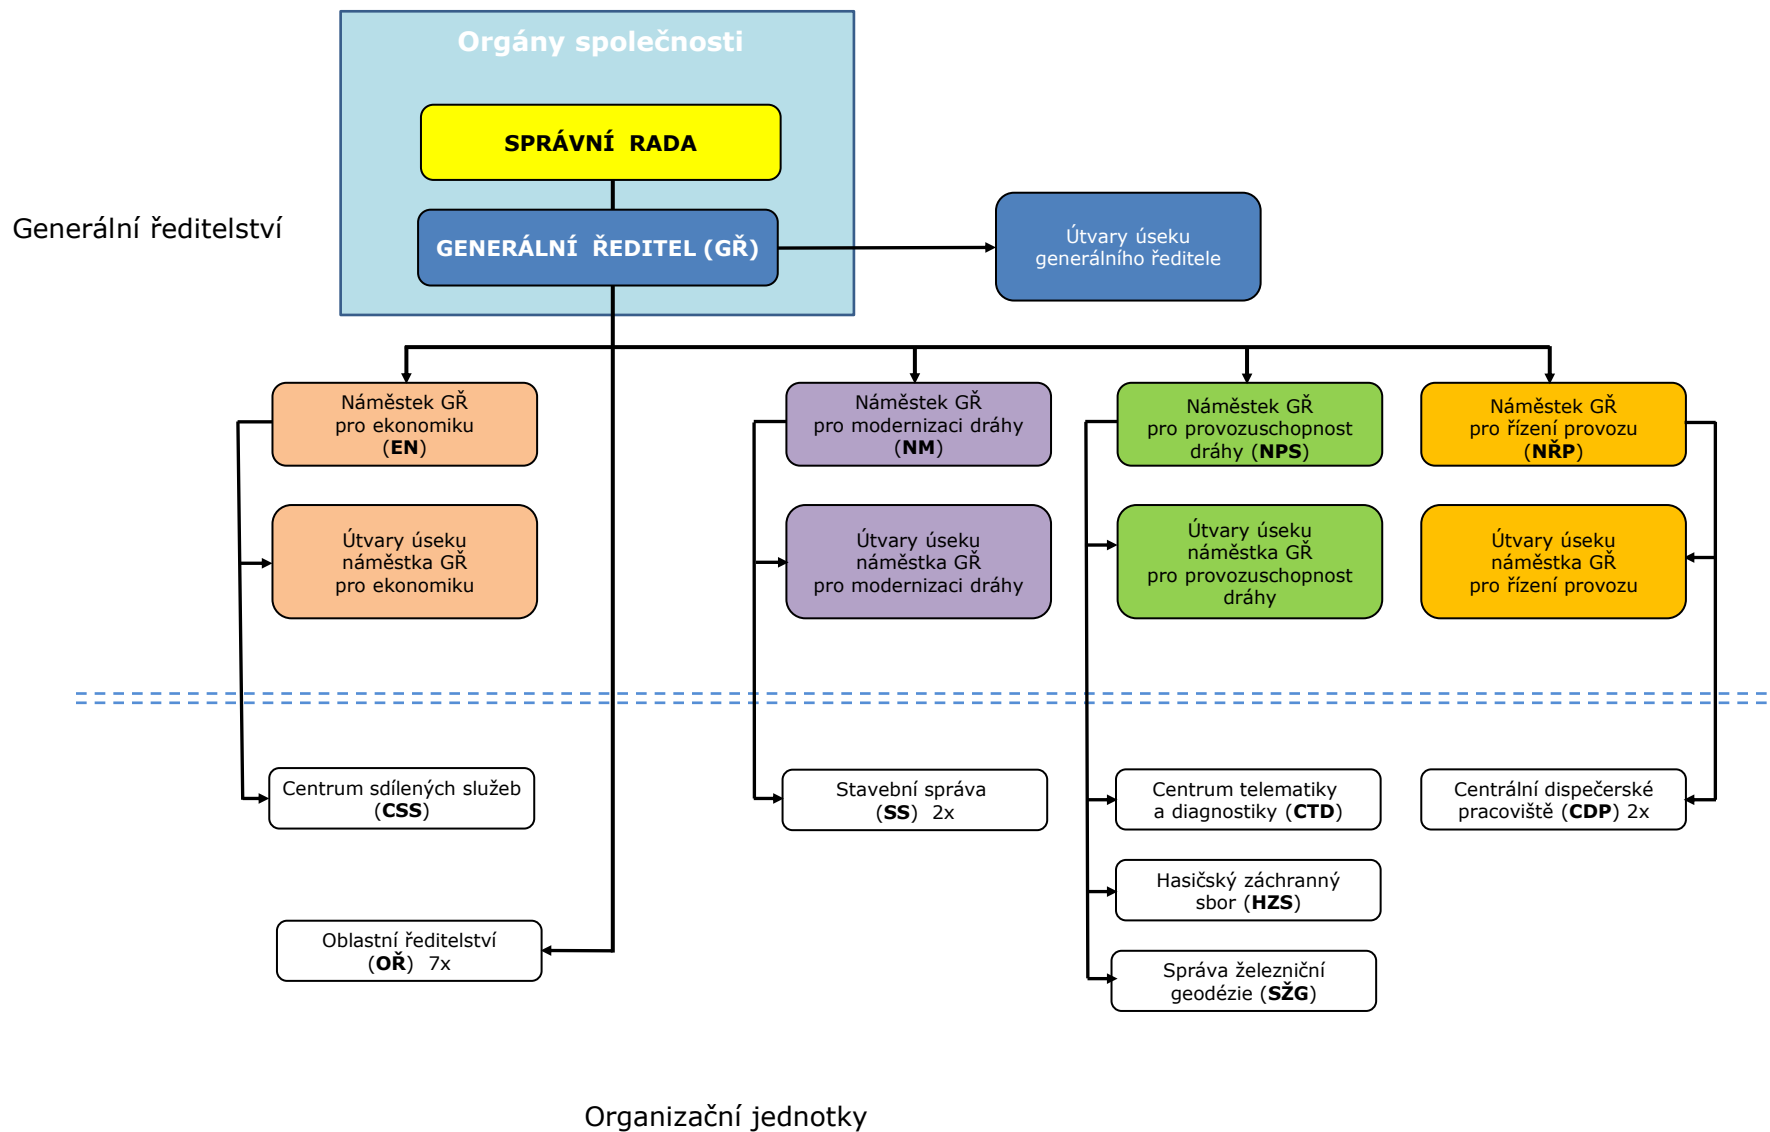 Orgány společnosti
SPRÁVNÍ RADA
Generální ředitelství
GENERÁLNÍ ŘEDITEL (GŘ)
Útvary úseku
generálního ředitele
Náměstek GŘ
pro ekonomiku
(EN)
Náměstek GŘ
pro modernizaci dráhy
(NM)
Náměstek GŘ
pro provozuschopnost
dráhy (NPS)
Náměstek GŘ
pro řízení provozu
(NŘP)
Útvary úseku
náměstka GŘ
pro ekonomiku
Útvary úseku
náměstka GŘ
pro modernizaci dráhy
Útvary úseku
náměstka GŘ
pro provozuschopnost
dráhy
Útvary úseku
náměstka GŘ
pro řízení provozu
Centrum sdílených služeb
(CSS)
Stavební správa
(SS) 2x
Centrum telematiky
a diagnostiky (CTD)
Centrální dispečerské
pracoviště (CDP) 2x
Hasičský záchranný
sbor (HZS)
Oblastní ředitelství
(OŘ) 7x
Správa železniční
geodézie (SŽG)
Organizační jednotky